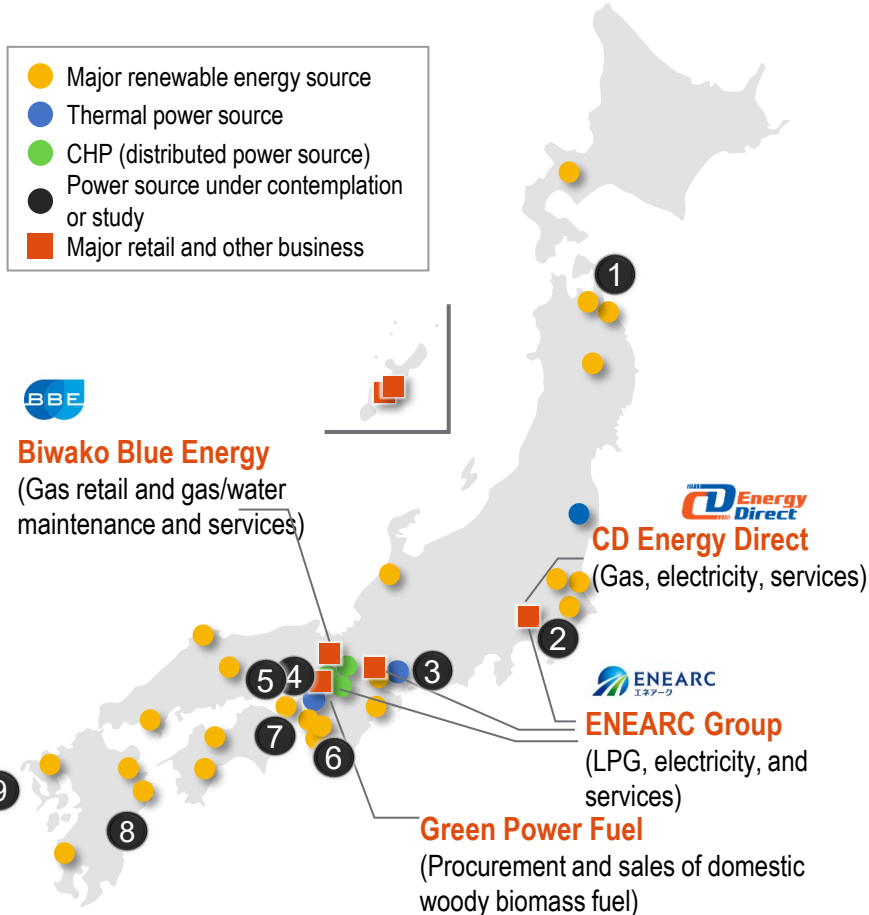 Major renewable energy source
Thermal power source
CHP (distributed power source)
Power source under contemplation
or study
Major retail and other business
1
BBE
Biwako Blue Energy
(Gas retail and gas/water
maintenance and services)
CD Energy
Direct
CD Energy Direct
(Gas, electricity, services)
2
3
4
5
ENEARC
エネアーク
ENEARC Group
(LPG, electricity, and
services)
7
6
9
8
Green Power Fuel
(Procurement and sales of domestic
woody biomass fuel)